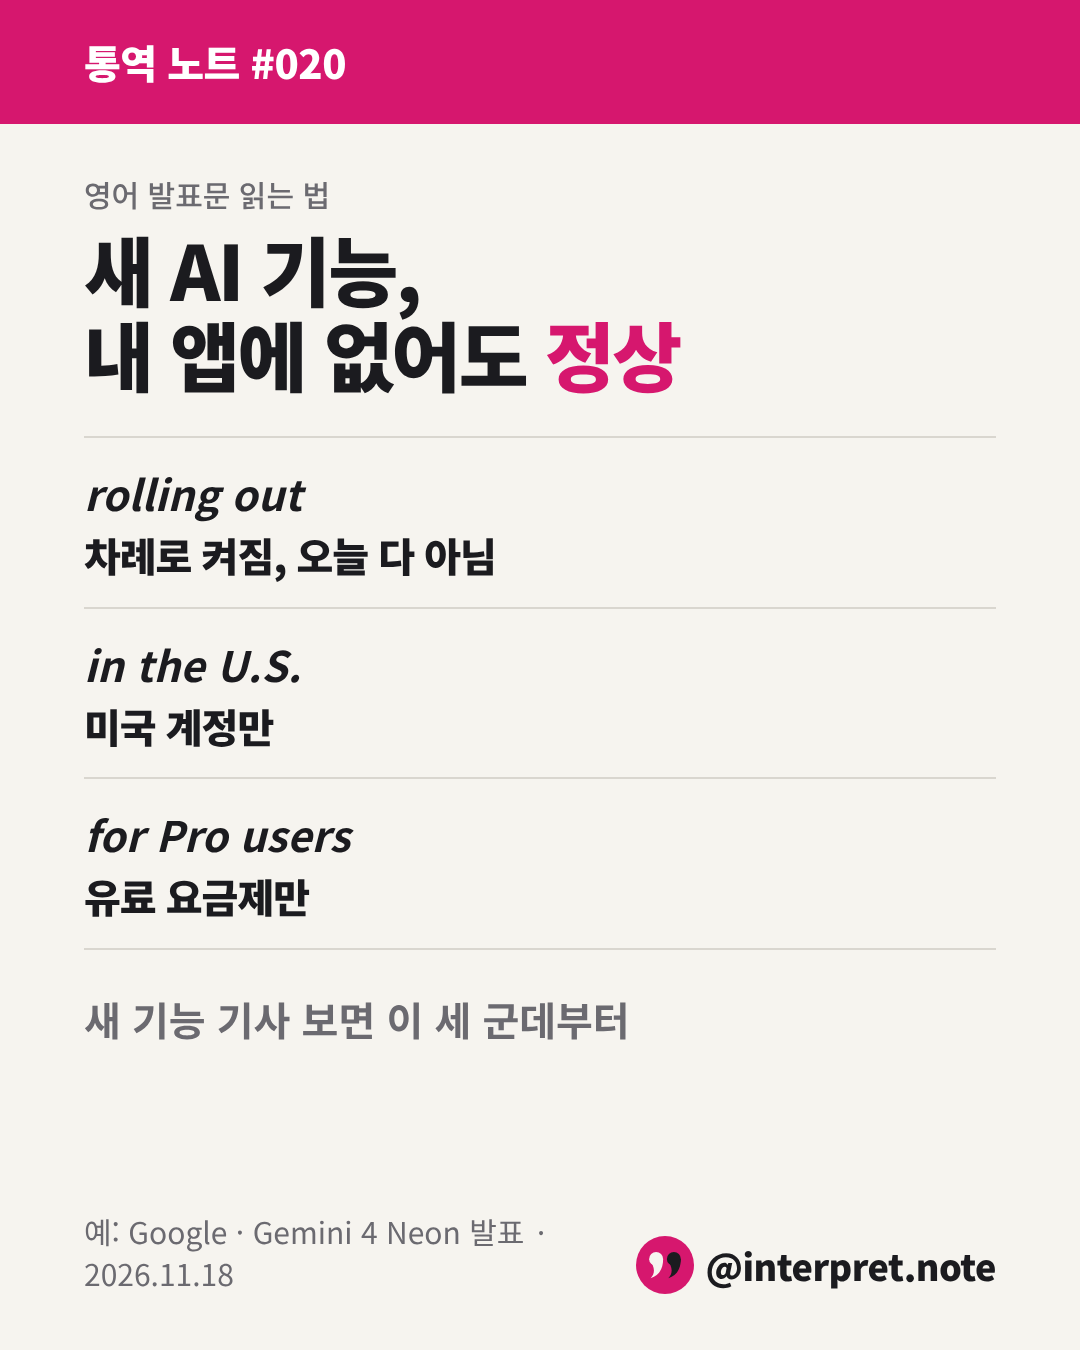 통역 노트 #020
영어 발표문 읽는 법
새 AI 기능,
내 앱에 없어도 정상
rolling out
차례로 켜짐, 오늘 다 아님
in the U.S.
미국 계정만
for Pro users
유료 요금제만
새 기능 기사 보면 이 세 군데부터
예: Google · Gemini 4 Neon 발표 ·
2026.11.18
@interpret.note